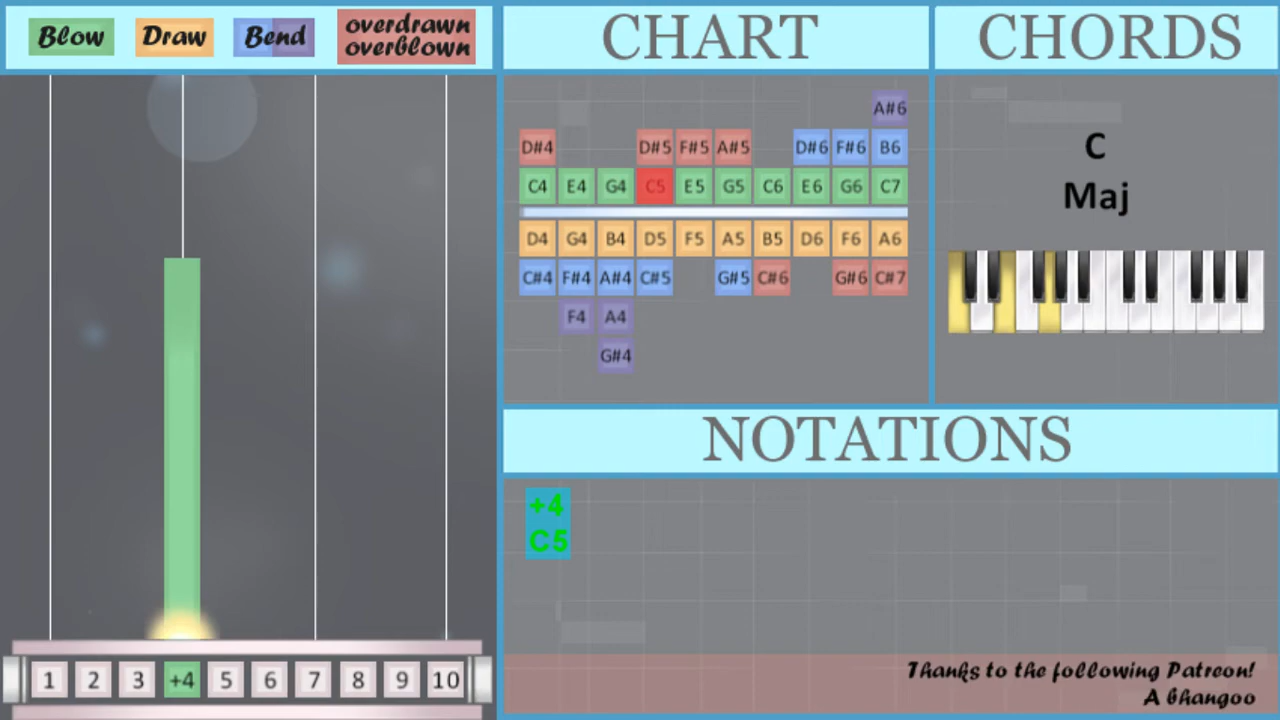 Blow Draw Bend overdrawn
overblown
CHART
CHORDS
A#6
D#4 D#5 F#5 A#5 D#6 F#6 B6
C4 E4 G4 C5 E5 G5 C6 E6 G6 C7
D4 G4 B4 D5 F5 A5 B5 D6 F6 A6
C#4 F#4 A#4 C#5 G#5 C#6 G#6 C#7
F4 A4
G#4
C
Maj
NOTATIONS
+4
C5
1 2 3 +4 5 6 7 8 9 10
Thanks to the following Patreon!
A bhangoo